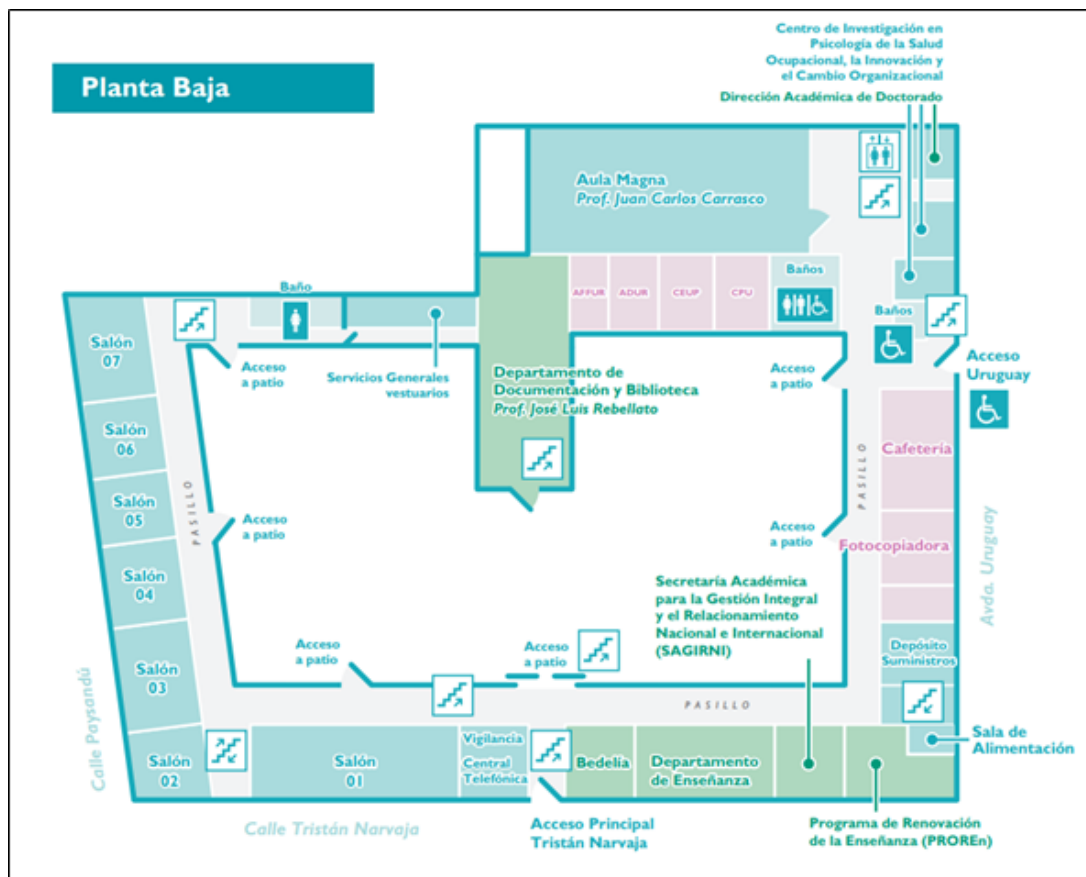 Centro de Investigación en
Psicología de la Salud
Ocupacional, la Innovación y
el Cambio Organizacional
Dirección Académica de Doctorado
Planta Baja
Aula Magna
Prof. Juan Carlos Carrasco
AFFUR
ADUR
CEUP
CPU
Baños
Baño
Baños
Salón
07
Acceso
a patio
Servicios Generales
vestuarios
Departamento de
Documentación y Biblioteca
Prof. José Luis Rebellato
Acceso
a patio
Acceso
Uruguay
Salón
06
Cafetería
PASILLO
PASILLO
Salón
05
Acceso
a patio
Acceso
a patio
Fotocopiadora
Salón
04
Avda. Uruguay
Secretaría Académica
para la Gestión Integral
y el Relacionamiento
Nacional e Internacional
(SAGIRNI)
Salón
03
Acceso
a patio
Acceso
a patio
Depósito
Suministros
Calle Paysandú
PASILLO
Salón
02
Salón
01
Vigilancia
Central
Telefónica
Bedelía
Departamento
de Enseñanza
Sala de
Alimentación
Calle Tristán Narvaja
Acceso Principal
Tristán Narvaja
Programa de Renovación
de la Enseñanza (PROREn)